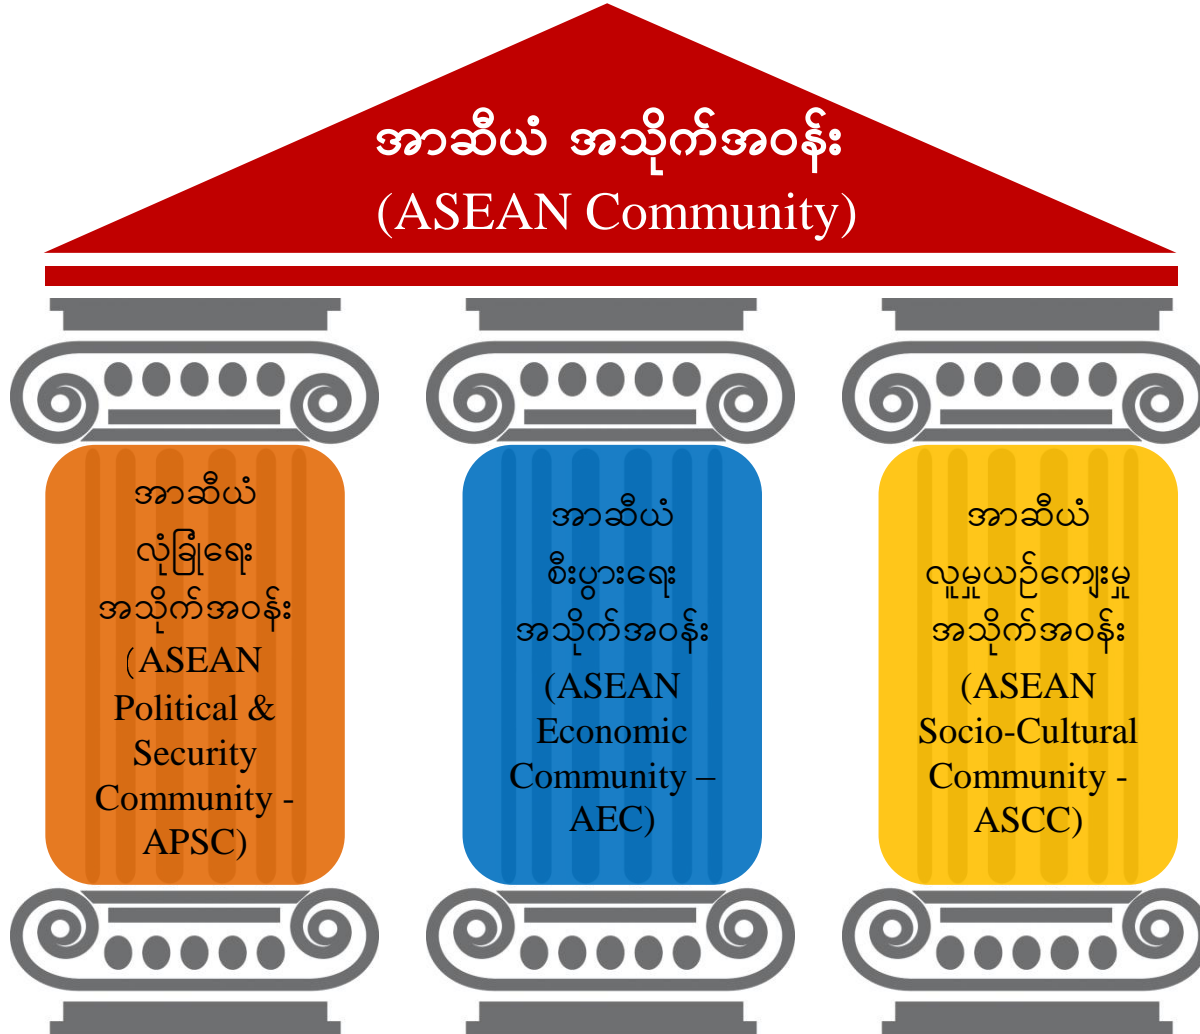 အာဆီယံ အသိုက်အဝန်း
(ASEAN Community)
အာဆီယံ
လုံခြုံရေး
အသိုက်အဝန်း
(ASEAN
Political &
Security
Community -
APSC)
အာဆီယံ
စီးပွားရေး
အသိုက်အဝန်း
(ASEAN
Economic
Community –
AEC)
အာဆီယံ
လူမှုယဉ်ကျေးမှု
အသိုက်အဝန်း
(ASEAN
Socio-Cultural
Community -
ASCC)